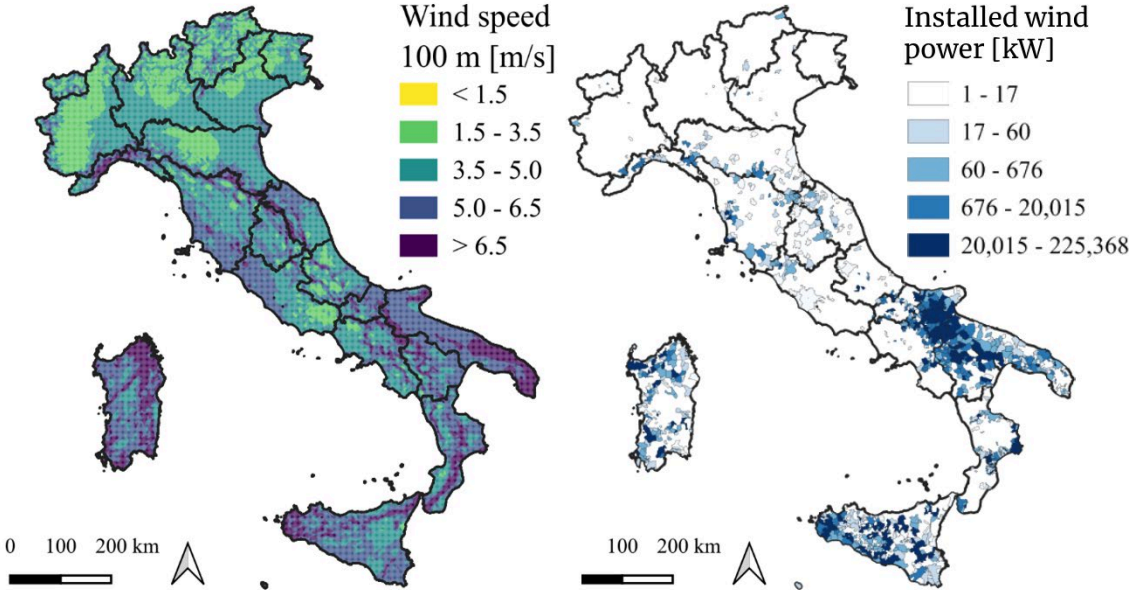 Wind speed
100 m [m/s]
< 1.5
1.5 - 3.5
3.5 - 5.0
5.0 - 6.5
> 6.5
0 100 200 km
Installed wind
power [kW]
1 - 17
17 - 60
60 - 676
676 - 20,015
20,015 - 225,368
100 200 km